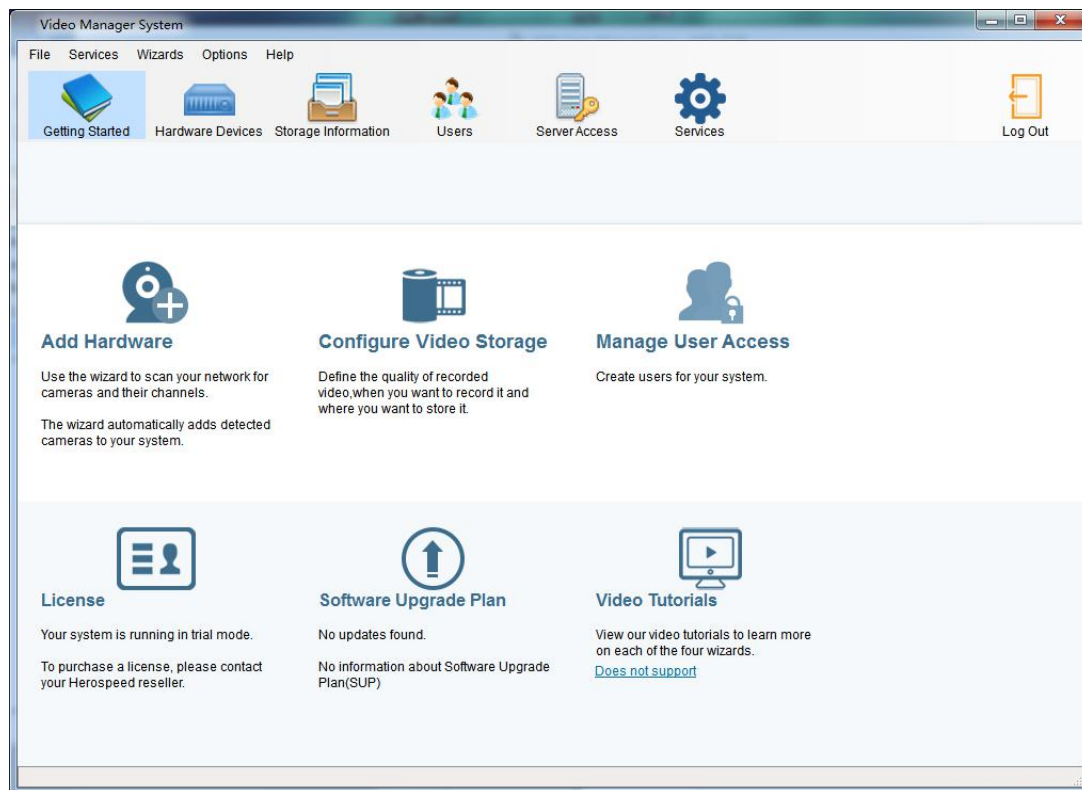 Video Manager System
File Services Wizards Options Help
Getting Started Hardware Devices Storage Information Users Server Access Services Log Out
Add Hardware
Use the wizard to scan your network for
cameras and their channels.
The wizard automatically adds detected
cameras to your system.
Configure Video Storage
Define the quality of recorded
video,when you want to record it and
where you want to store it.
Manage User Access
Create users for your system.
License
Your system is running in trial mode.
To purchase a license, please contact
your Herospeed reseller.
Software Upgrade Plan
No updates found.
No information about Software Upgrade
Plan(SUP)
Video Tutorials
View our video tutorials to learn more
on each of the four wizards.
Does not support